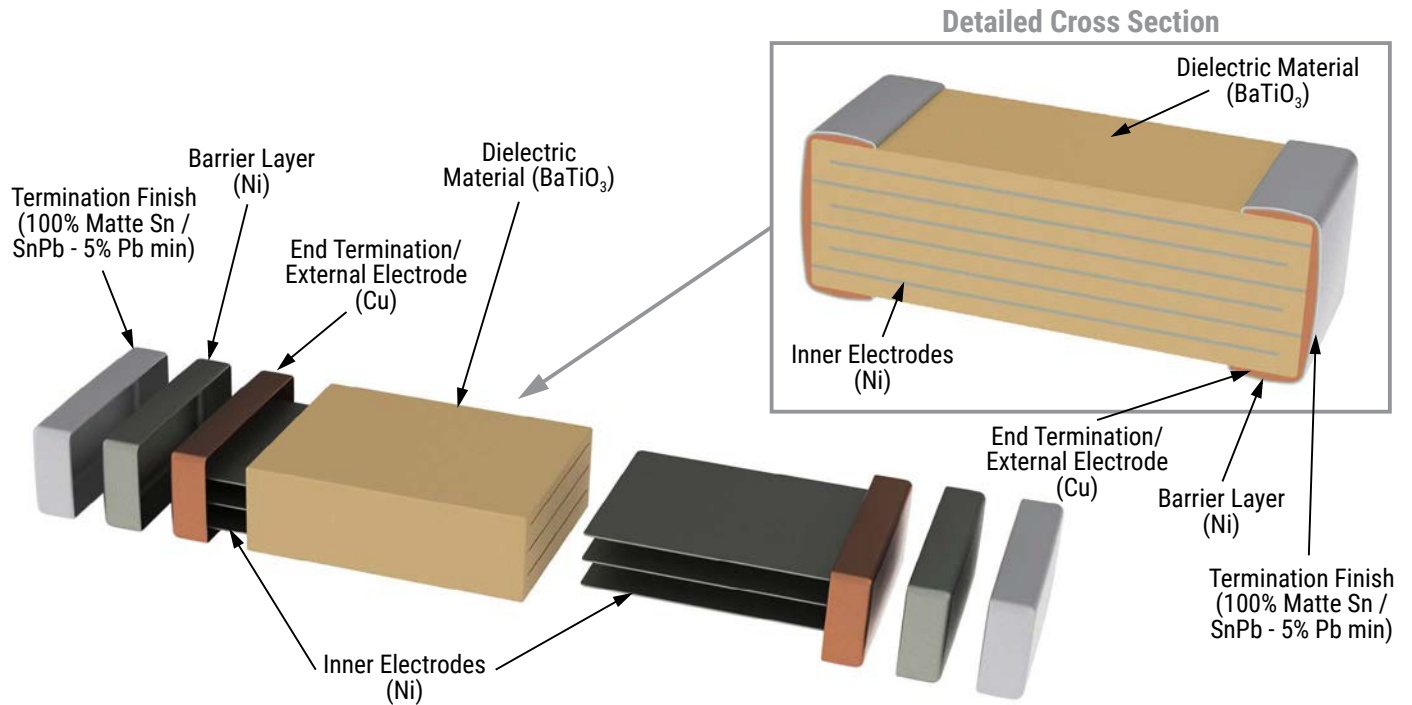 Detailed Cross Section
Dielectric Material
(BaTiO₃)
Inner Electrodes
(Ni)
End Termination/
External Electrode
(Cu)
Barrier Layer
(Ni)
Termination Finish
(100% Matte Sn /
SnPb - 5% Pb min)
Termination Finish
(100% Matte Sn /
SnPb - 5% Pb min)
Barrier Layer
(Ni)
End Termination/
External Electrode
(Cu)
Dielectric
Material (BaTiO₃)
Inner Electrodes
(Ni)